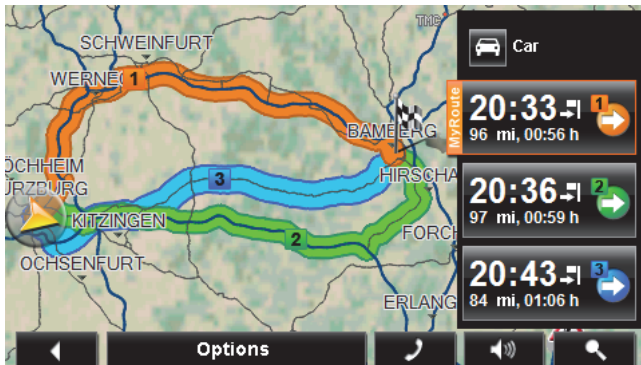 TMC
SCHWEINFURT
WERNE
1
BAMBERG
3
HIRSCHA
ÖCHHEIM
ÜRZBURG
KITZINGEN
2
FORCH
OCHSENFURT
ERLANG
Options
Car
MyRoute
20:33
1
96 mi, 00:56 h
20:36
2
97 mi, 00:59 h
20:43
3
84 mi, 01:06 h